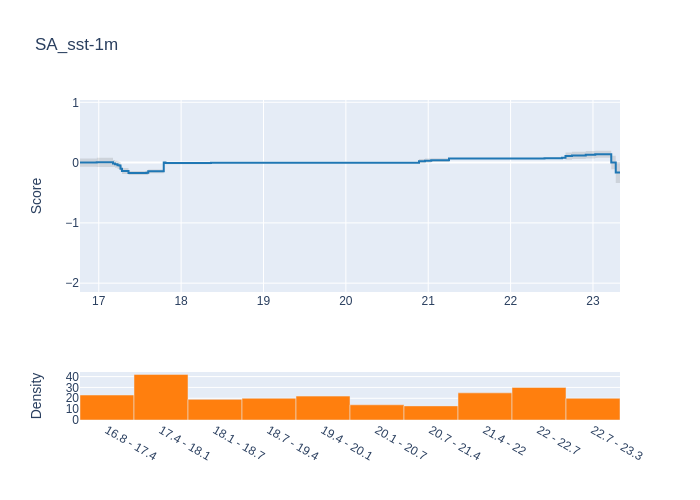 SA_sst-1m
Score
1
0
−1
−2
17 18 19 20 21 22 23
Density
40
30
20
10
0
16.8 - 17.4
17.4 - 18.1
18.1 - 18.7
18.7 - 19.4
19.4 - 20.1
20.1 - 20.7
20.7 - 21.4
21.4 - 22
22 - 22.7
22.7 - 23.3